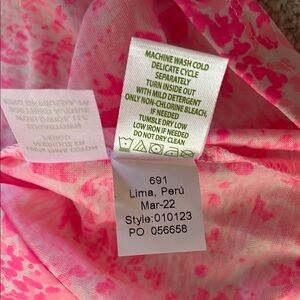 MACHINE WASH COLD
DELICATE CYCLE
SEPARATELY
TURN INSIDE OUT
WITH MILD DETERGENT
ONLY NON-CHLORINE BLEACH,
IF NEEDED
TUMBLE DRY LOW
LOW IRON IF NEEDED
DO NOT DRY CLEAN
691
Lima, Perú
Mar-22
Style:010123
PO 056658